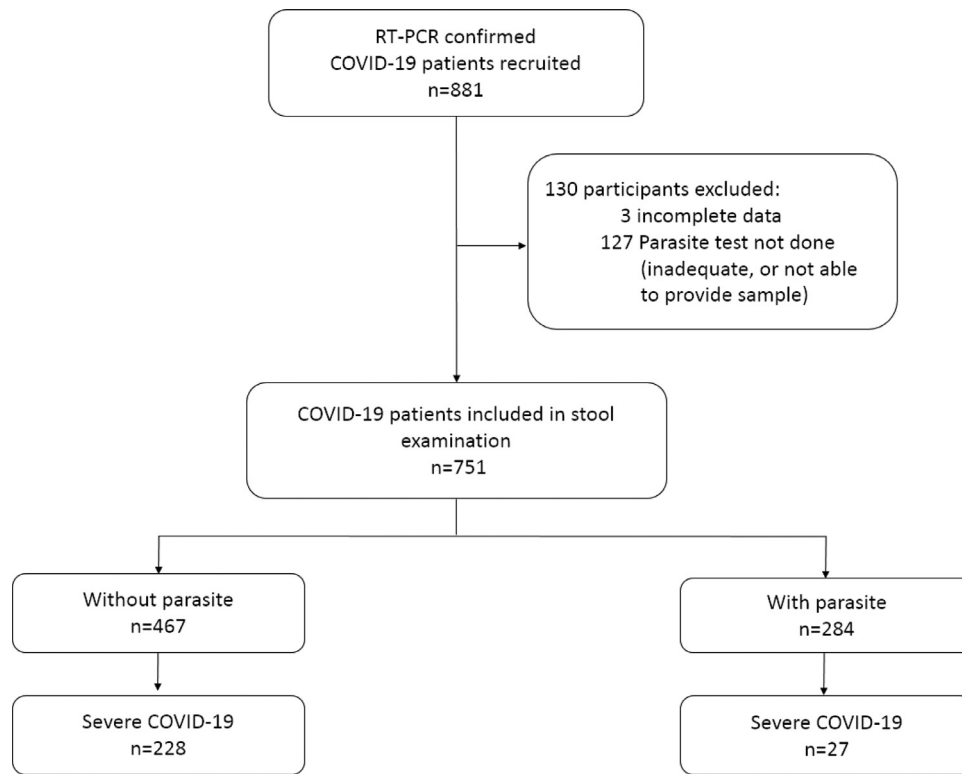 RT-PCR confirmed
COVID-19 patients recruited
n=881
130 participants excluded:
3 incomplete data
127 Parasite test not done
(inadequate, or not able
to provide sample)
COVID-19 patients included in stool
examination
n=751
Without parasite
n=467
With parasite
n=284
Severe COVID-19
n=228
Severe COVID-19
n=27